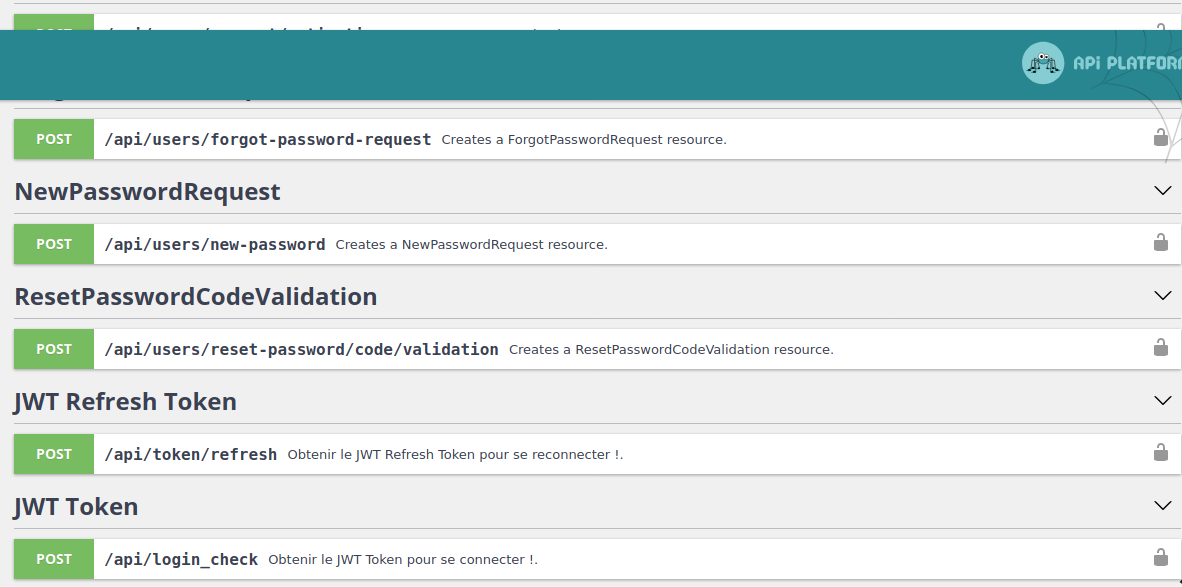 APi PLATFOR
POST /api/users/forgot-password-request Creates a ForgotPasswordRequest resource.
NewPasswordRequest
POST /api/users/new-password Creates a NewPasswordRequest resource.
ResetPasswordCodeValidation
POST /api/users/reset-password/code/validation Creates a ResetPasswordCodeValidation resource.
JWT Refresh Token
POST /api/token/refresh Obtenir le JWT Refresh Token pour se reconnecter !.
JWT Token
POST /api/login_check Obtenir le JWT Token pour se connecter !.